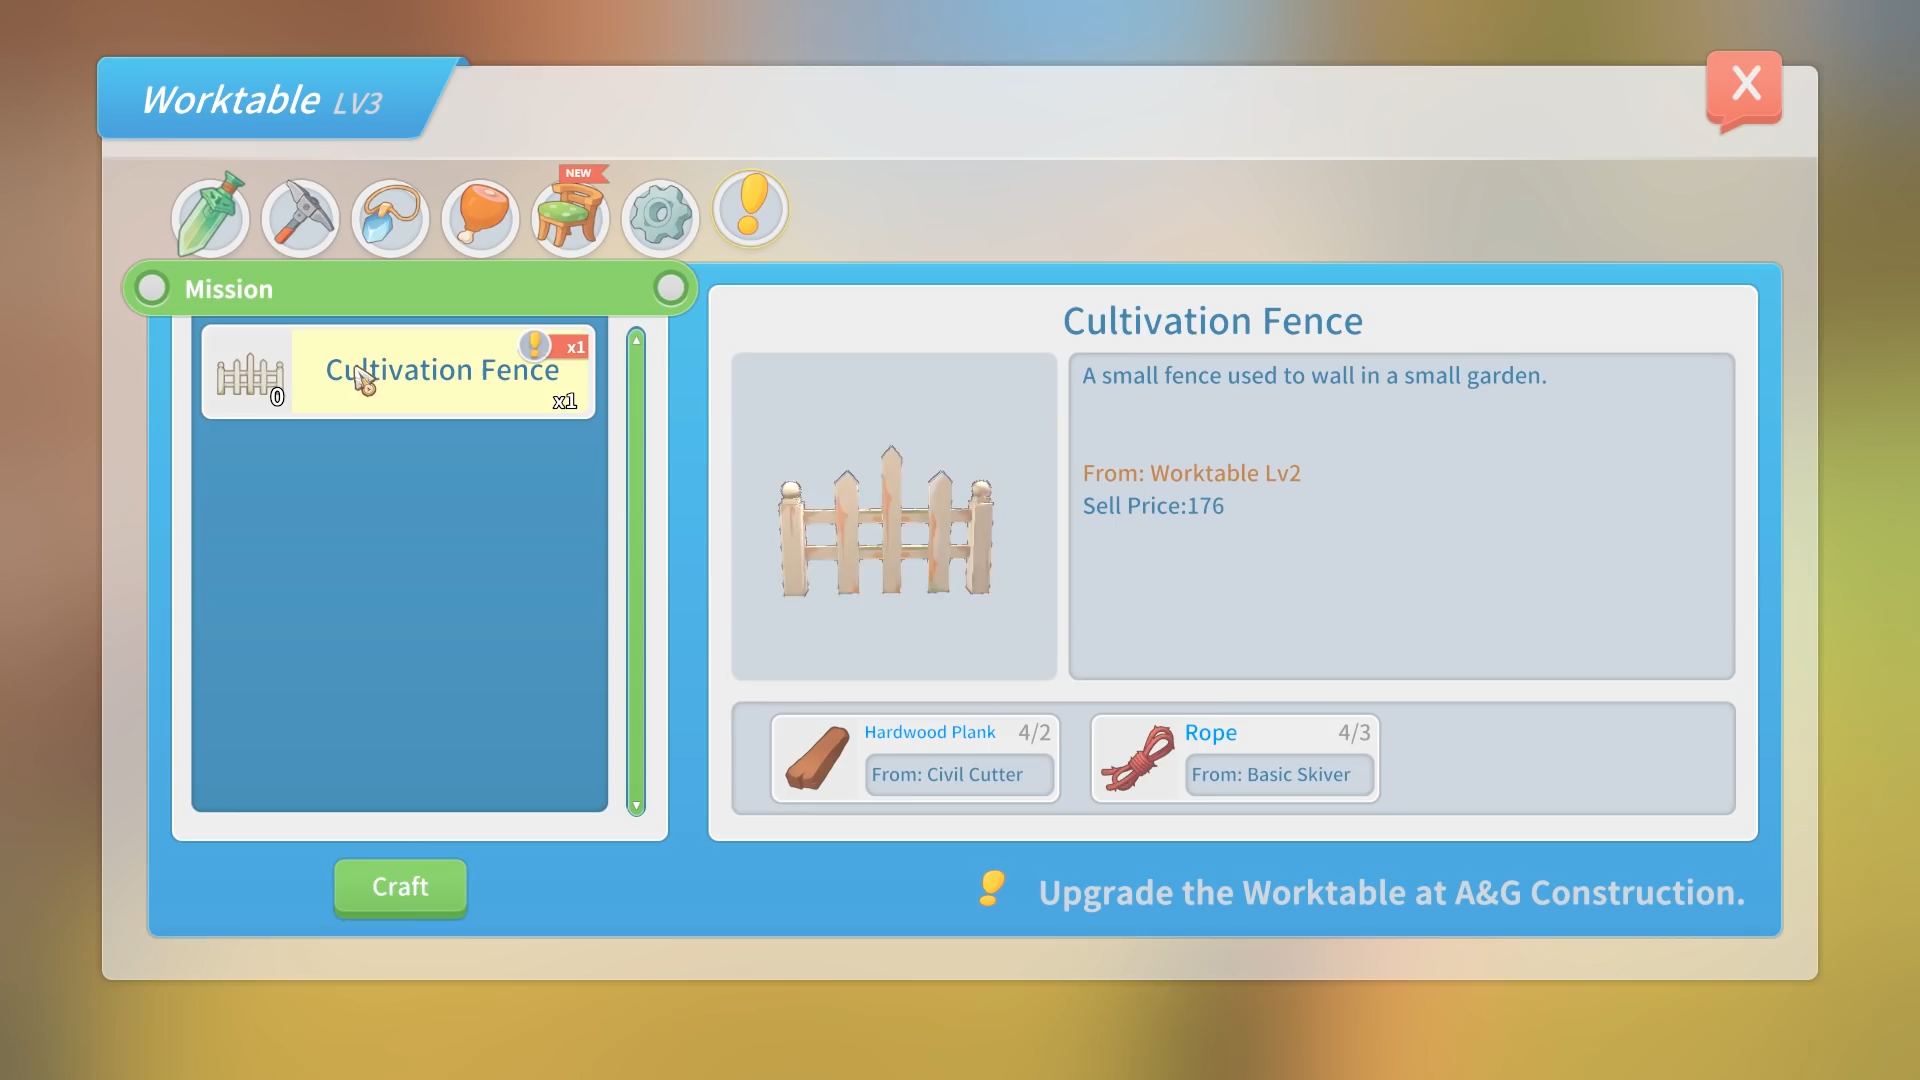 Worktable LV3
X
NEW
Mission
Cultivation Fence
x1
0
x1
Cultivation Fence
A small fence used to wall in a small garden.
From: Worktable Lv2
Sell Price:176
Hardwood Plank 4/2
From: Civil Cutter
Rope 4/3
From: Basic Skiver
Craft
Upgrade the Worktable at A&G Construction.